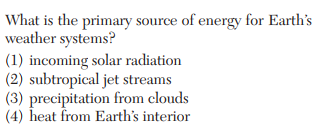 What is the primary source of energy for Earth’s
weather systems?
(1) incoming solar radiation
(2) subtropical jet streams
(3) precipitation from clouds
(4) heat from Earth’s interior